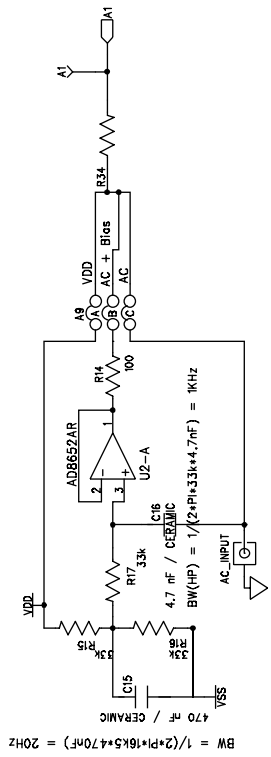 A1
A1
R34
VDD
AC + Bias
AC
A9
A
B
C
R14
100
AD8652AR
2
3
1
-
+
U2-A
C16
4.7 nF / CERAMIC
BW(HP) = 1/(2*PI*33k*4.7nF) = 1KHz
R17
33k
AC_INPUT
VDD
R15
33k
R16
33k
C15
470 nF / CERAMIC
VSS
BW = 1/(2*PI*16k5*470nF) = 20Hz